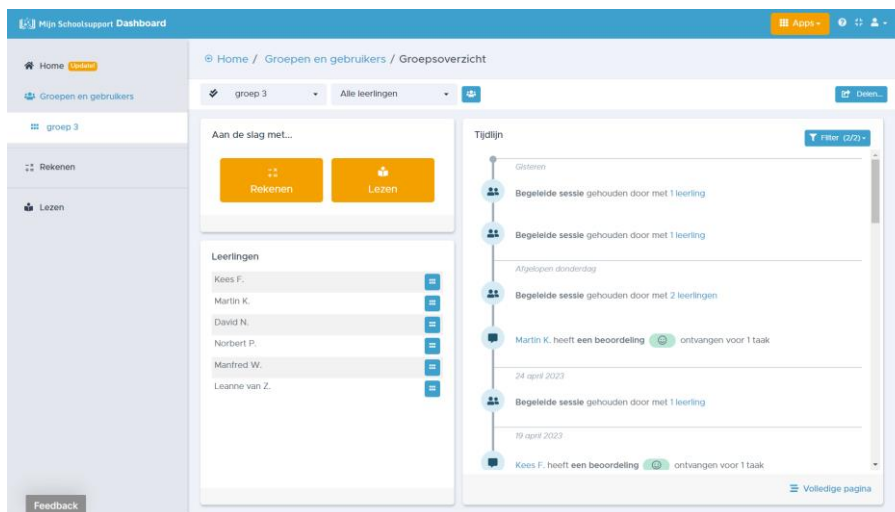 Mijn Schoolsupport Dashboard
Apps
Home Update!
Groepen en gebruikers
groep 3
Rekenen
Lezen
Feedback
Home / Groepen en gebruikers / Groepsoverzicht
groep 3
Alle leerlingen
Delen...
Aan de slag met...
Rekenen
Lezen
Leerlingen
Kees F.
Martin K.
David N.
Norbert P.
Manfred W.
Leanne van Z.
Tijdlijn
Filter (2/2)
Gisteren
Begeleide sessie gehouden door met 1 leerling
Begeleide sessie gehouden door met 1 leerling
Afgelopen donderdag
Begeleide sessie gehouden door met 2 leerlingen
Martin K. heeft een beoordeling ontvangen voor 1 taak
24 april 2023
Begeleide sessie gehouden door met 1 leerling
19 april 2023
Kees F. heeft een beoordeling ontvangen voor 1 taak
Volledige pagina